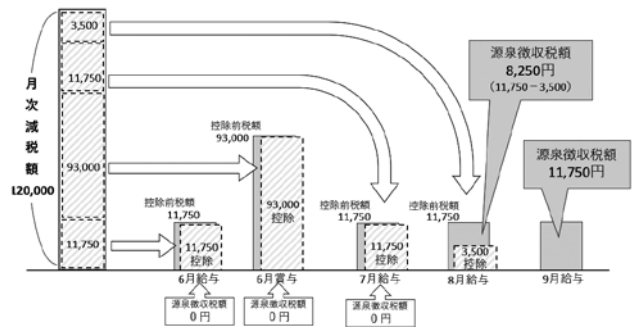 月次減税額
120,000
3,500
11,750
93,000
11,750
控除前税額
11,750
11,750
控除
6月給与
源泉徴収税額
0円
控除前税額
93,000
93,000
控除
6月賞与
源泉徴収税額
0円
控除前税額
11,750
11,750
控除
7月給与
源泉徴収税額
0円
控除前税額
11,750
3,500
控除
8月給与
源泉徴収税額
8,250円
(11,750－3,500)
源泉徴収税額
11,750円
9月給与